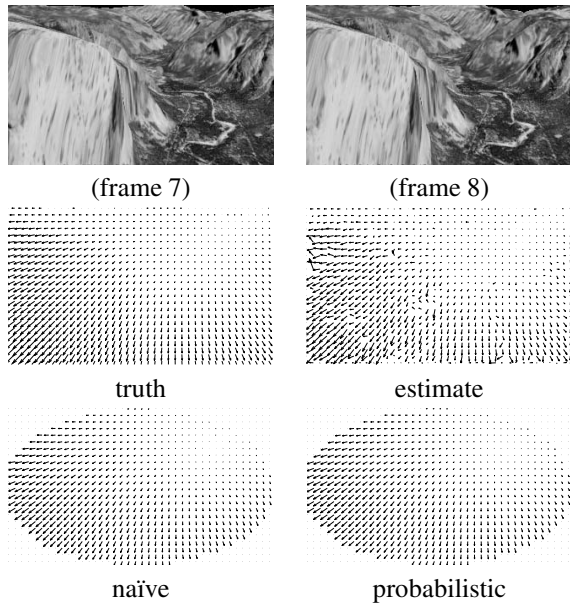 (frame 7)
(frame 8)
truth
estimate
naïve
probabilistic